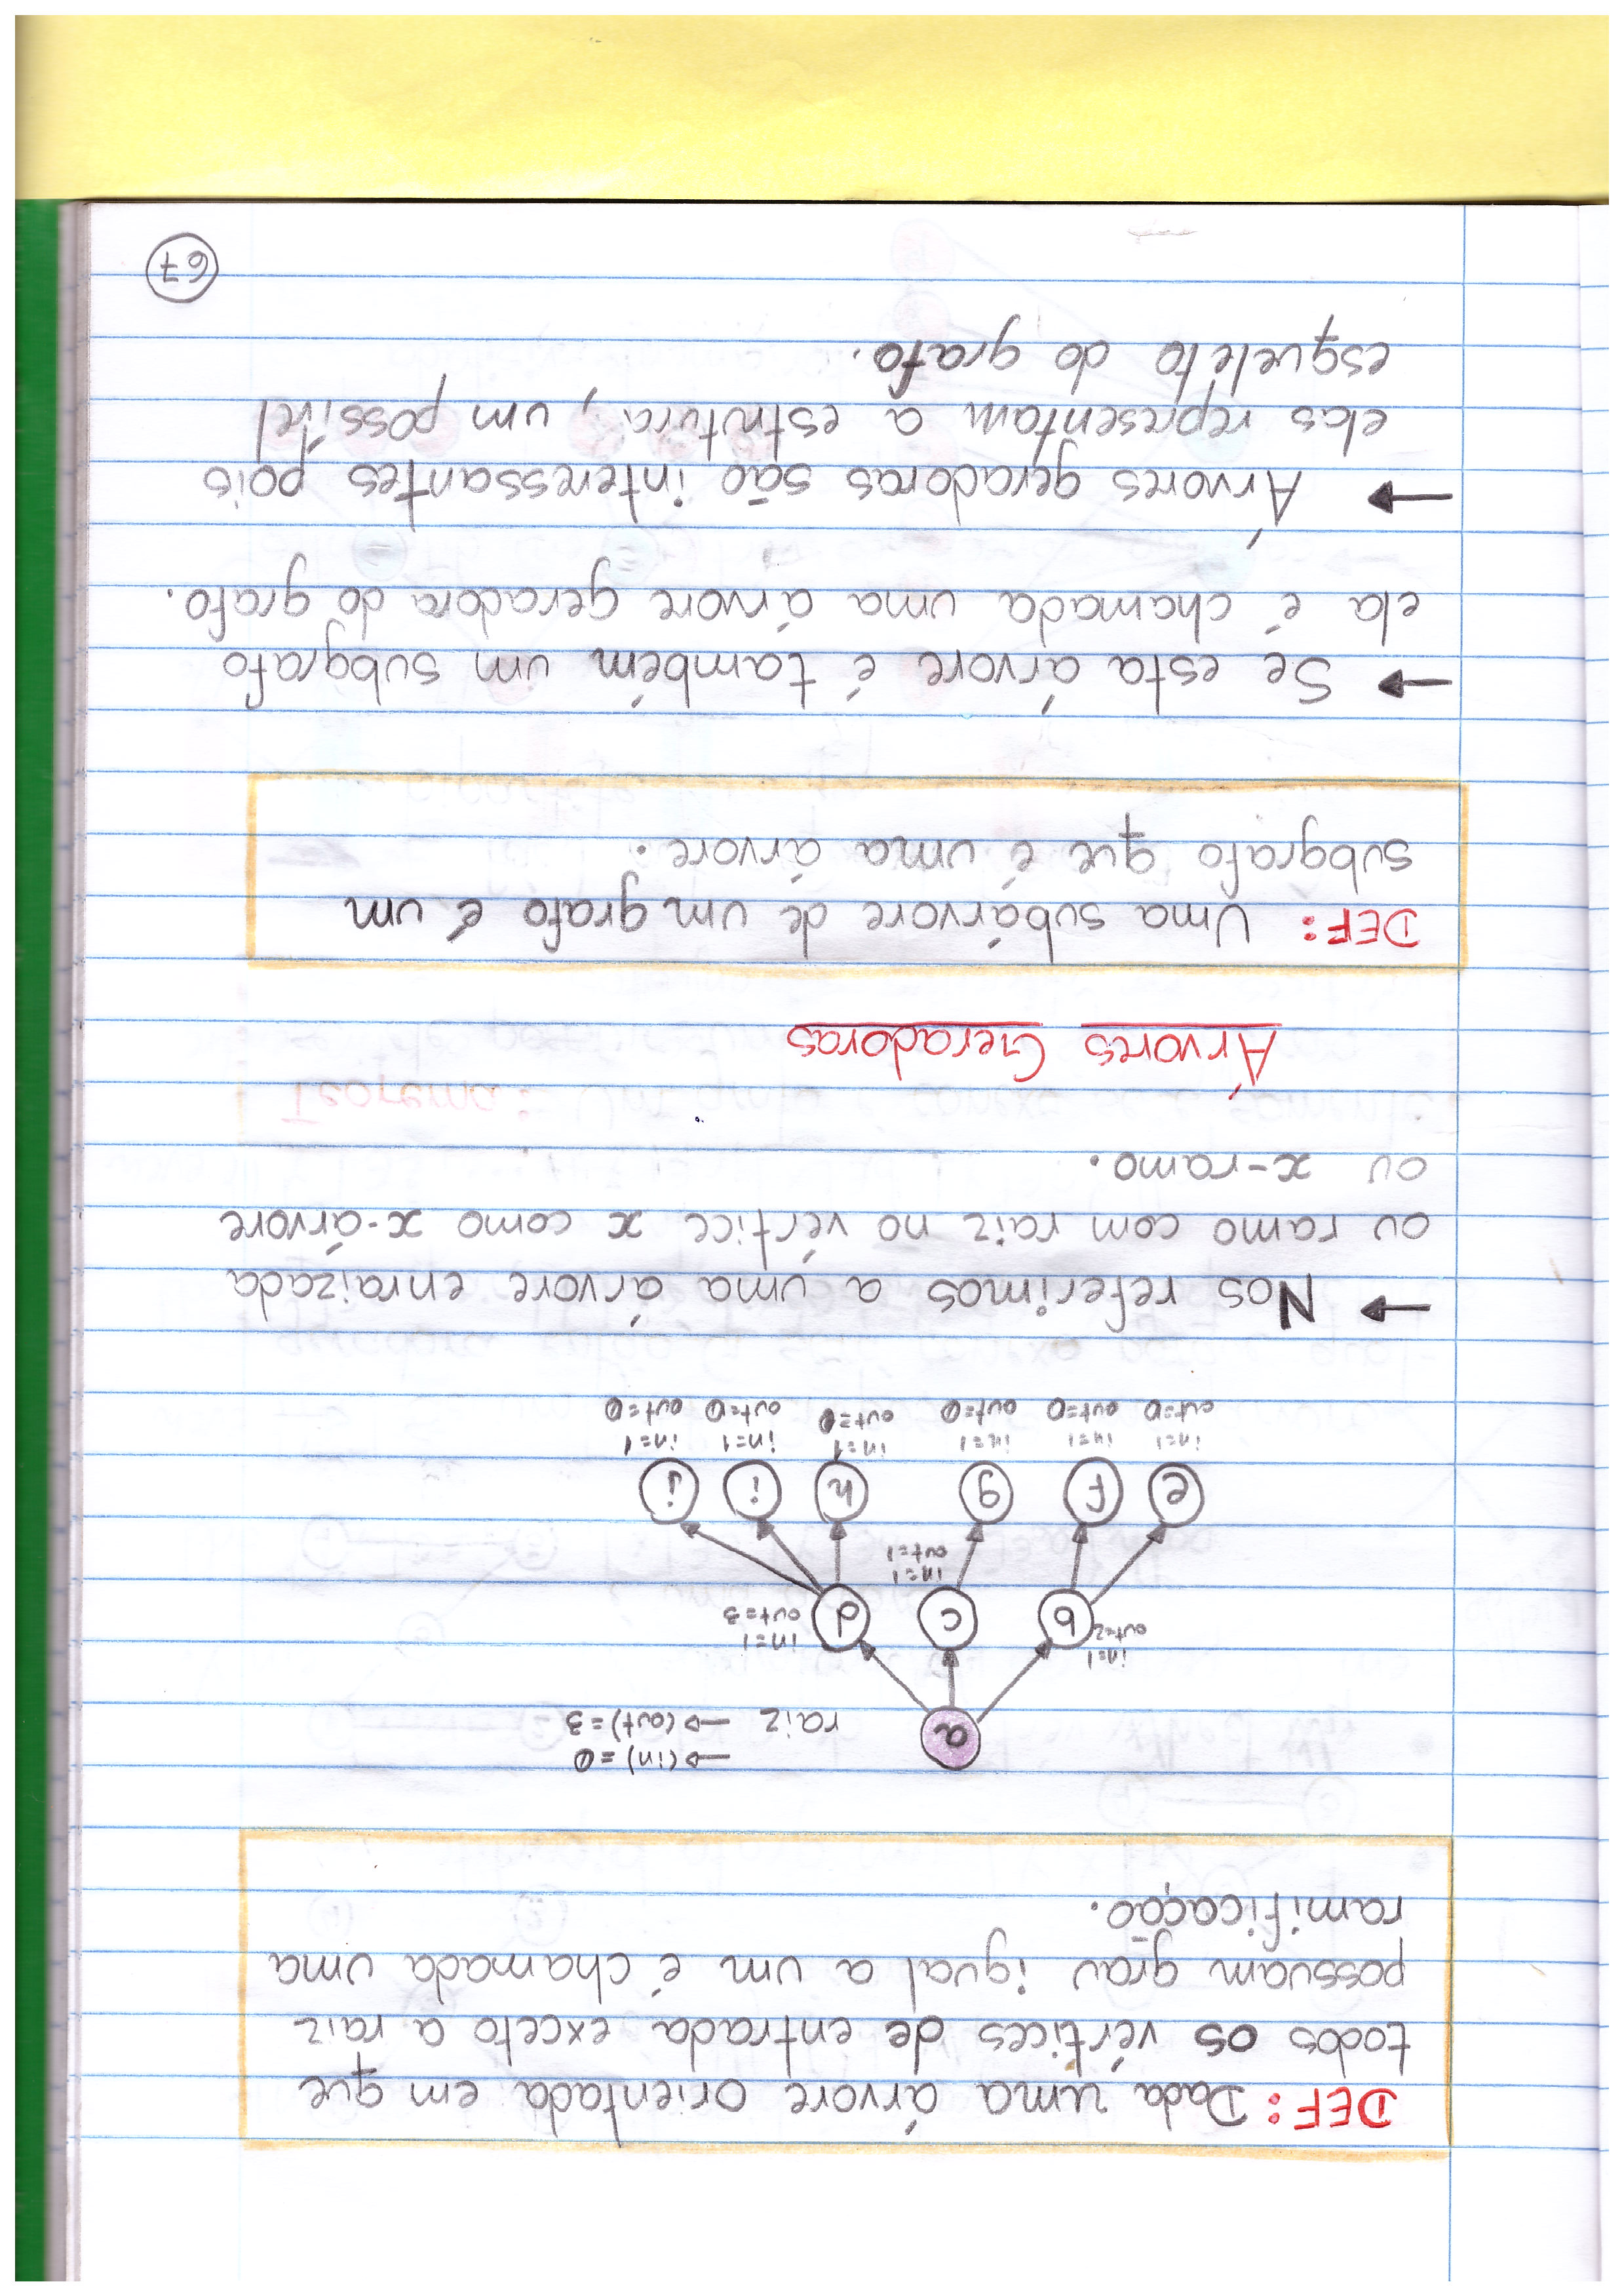 DEF: Dada uma árvore orientada em que
todos os vértices de entrada exceto a raiz
possuam grau igual a um é chamada uma
ramificação.
a
raiz
→(in) = 0
→(out) = 3
in=1
out=2
b
c
in=1
out=1
d
in=1
out=3
e f g h i j
in=1 in=1 in=1 in=1 in=1 in=1
out=0 out=0 out=0 out=0 out=0 out=0
→ Nos referimos a uma árvore enraizada
ou ramo com raiz no vértice x como x-árvore
ou x-ramo.
Árvores Geradoras
DEF: Uma subárvore de um grafo é um
subgrafo que é uma árvore.
→ Se esta árvore é também um subgrafo
ela é chamada uma árvore geradora do grafo.
→ Árvores geradoras são interessantes pois
elas representam a estrutura, um possível
esqueleto do grafo.
67